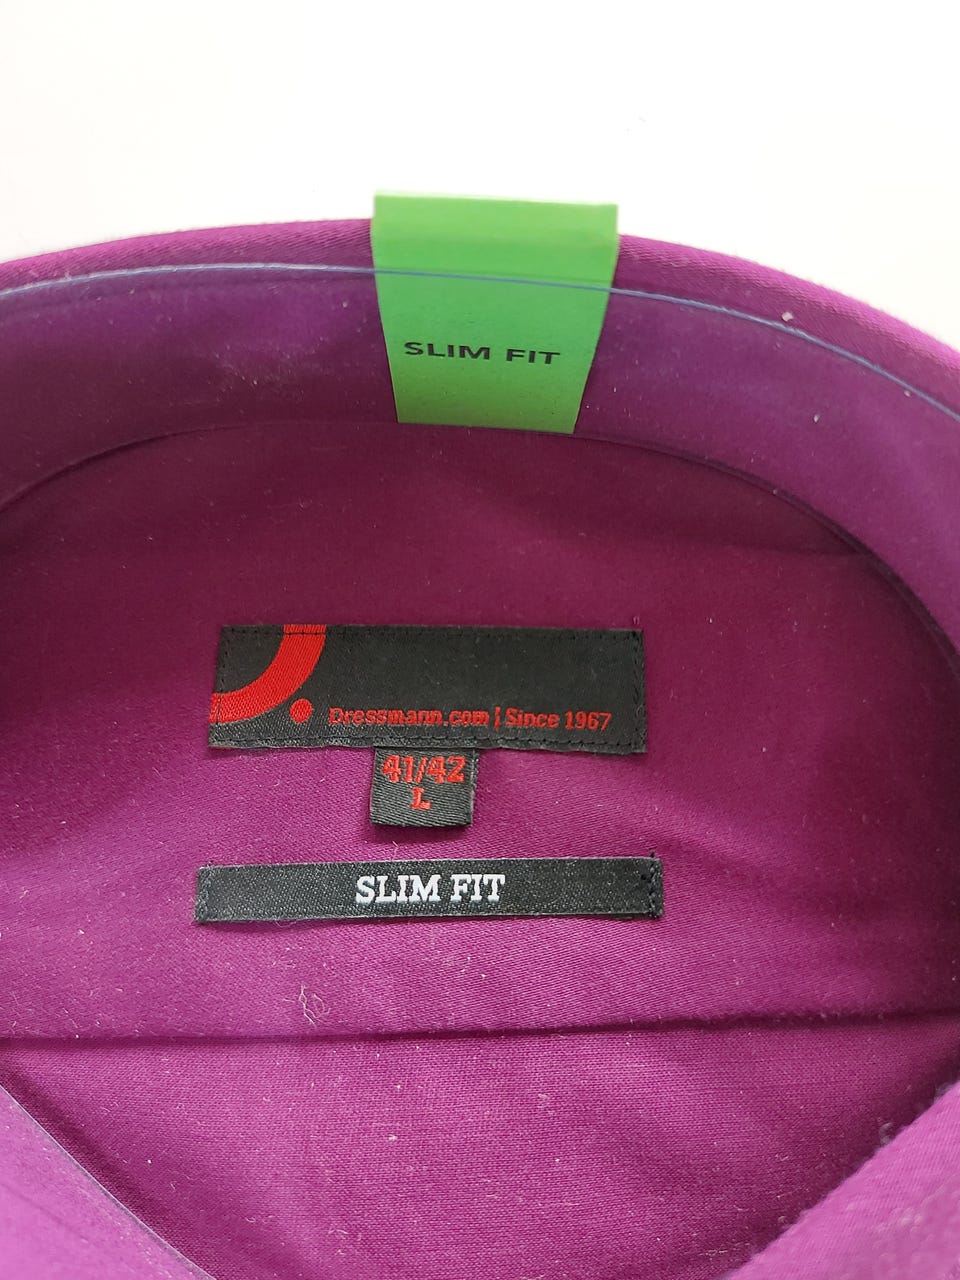 SLIM FIT
Dressmann.com | Since 1967
41/42
L
SLIM FIT